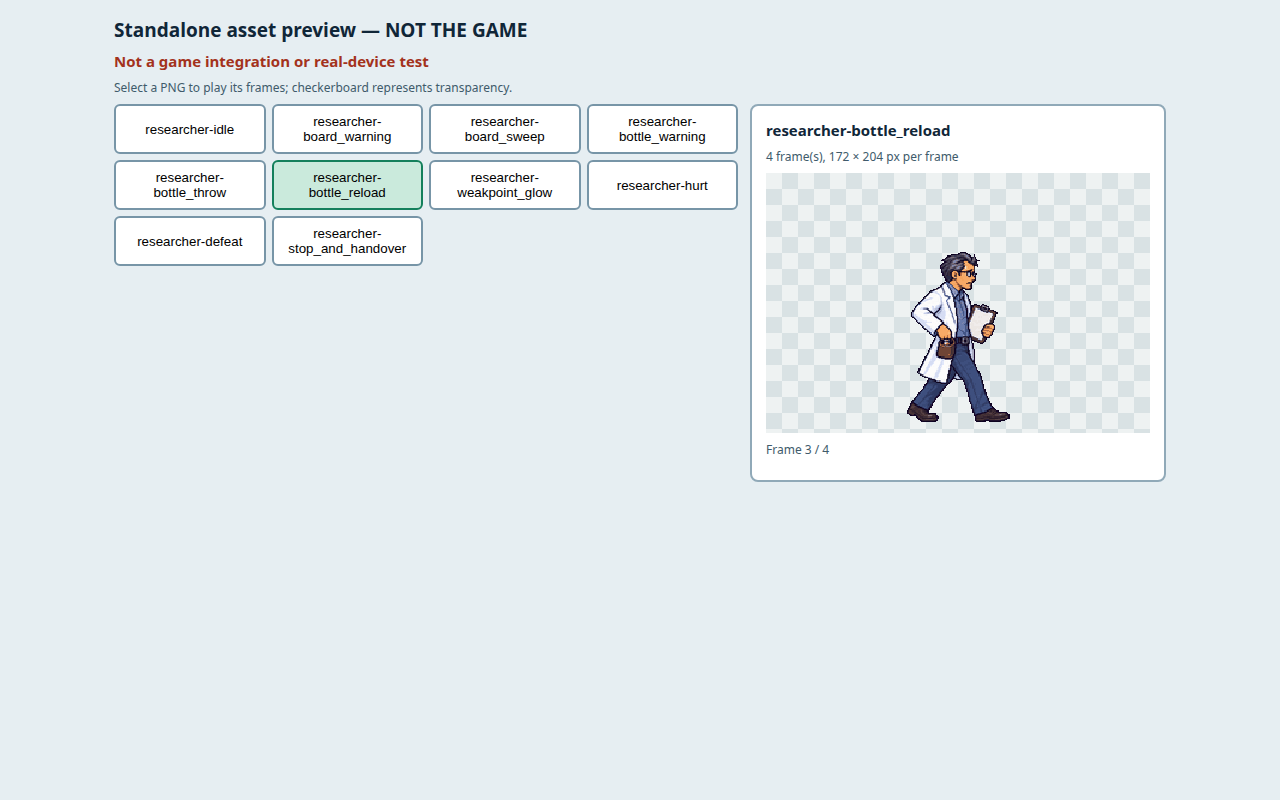 Standalone asset preview — NOT THE GAME
Not a game integration or real-device test
Select a PNG to play its frames; checkerboard represents transparency.
researcher-idle
researcher-
board_warning
researcher-
board_sweep
researcher-
bottle_warning
researcher-
bottle_throw
researcher-
bottle_reload
researcher-
weakpoint_glow
researcher-hurt
researcher-defeat
researcher-
stop_and_handover
researcher-bottle_reload
4 frame(s), 172 × 204 px per frame
Frame 3 / 4